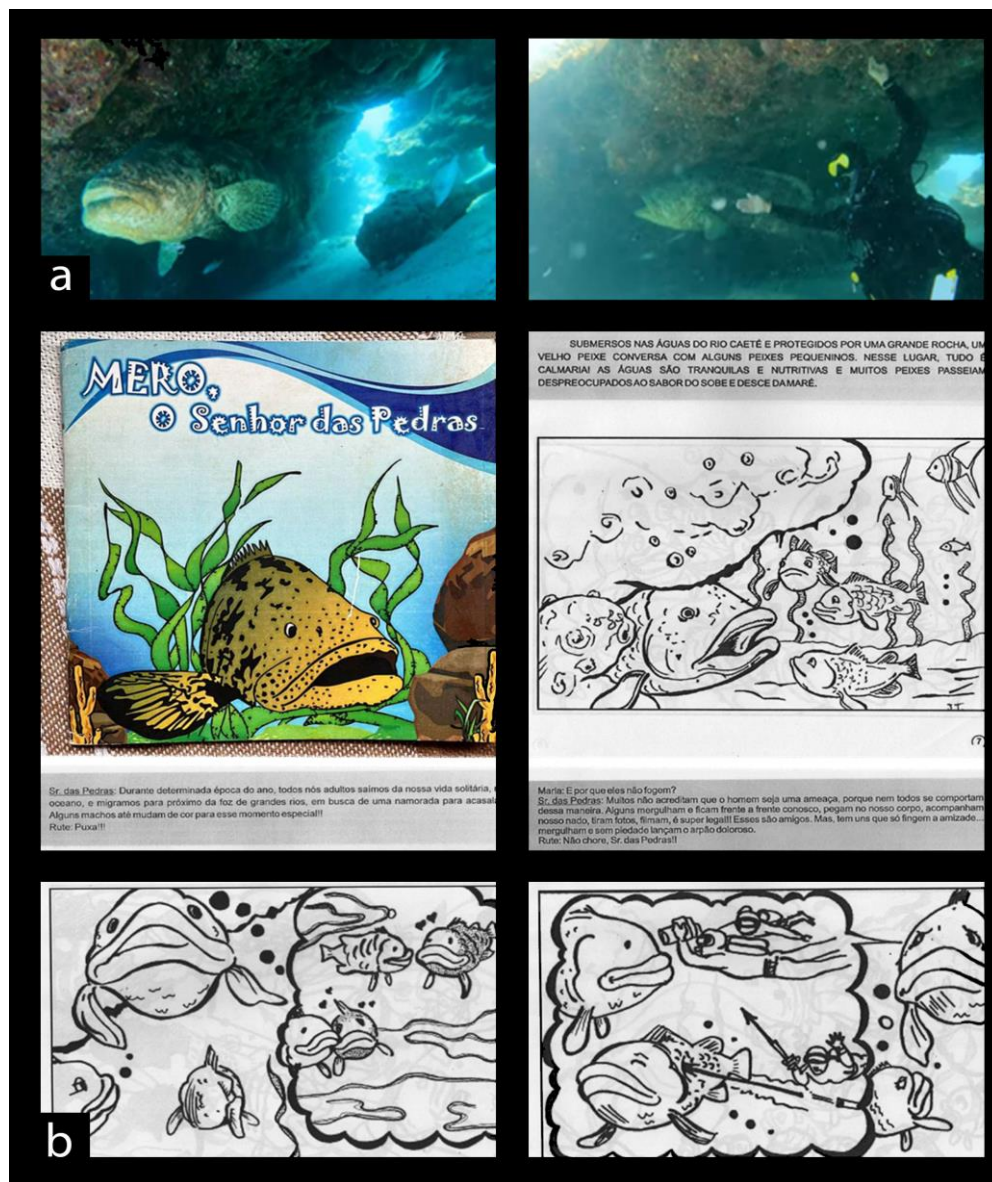 a
MERO,
O Senhor das Pedras
SUBMERSOS NAS ÁGUAS DO RIO CAETÉ E PROTEGIDOS POR UMA GRANDE ROCHA, UM
VELHO PEIXE CONVERSA COM ALGUNS PEIXES PEQUENINOS. NESSE LUGAR, TUDO É
CALMARIA! AS ÁGUAS SÃO TRANQUILAS E NUTRITIVAS E MUITOS PEIXES PASSEIAM
DESPREOCUPADOS AO SABOR DO SOBE E DESCE DA MARÉ.
JT
(7)
Sr. das Pedras: Durante determinada época do ano, todos nós adultos saímos da nossa vida solitária,
oceano, e migramos para próximo da foz de grandes rios, em busca de uma namorada para
Alguns machos até mudam de cor para esse momento especial!!
Rute: Puxa!!!
Maria: E por que eles não fogem?
Sr. das Pedras: Muitos não acreditam que o homem seja uma ameaça, porque nem todos se comportam
dessa maneira. Alguns mergulham e ficam frente a frente conosco, pegam no nosso corpo, acompanham
nosso nado, tiram fotos, filmam, é super legal!! Esses são amigos. Mas, tem uns que só fingem a amizade...
mergulham e sem piedade lançam o arpão doloroso.
Rute: Não chore, Sr. das Pedras!!
b